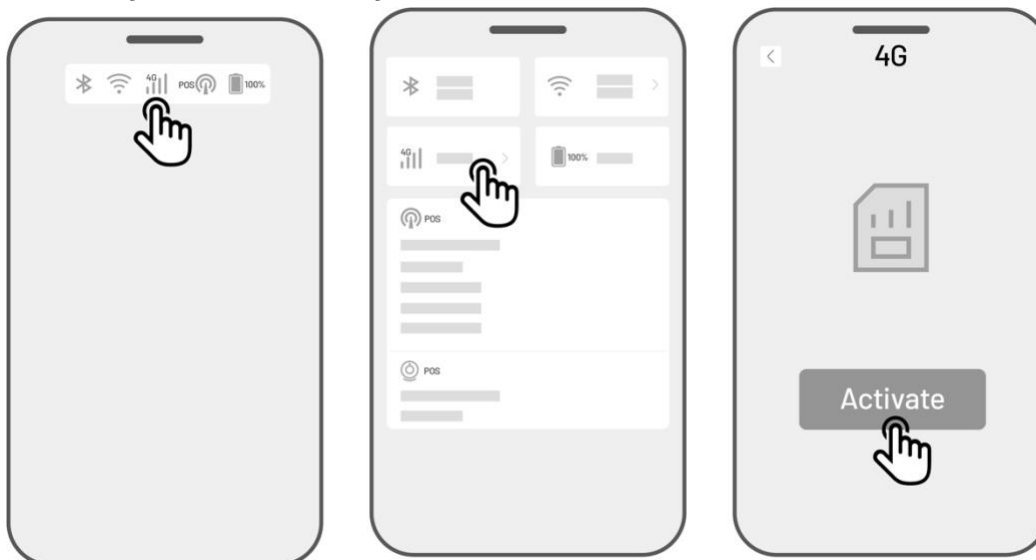 4G POS 100%
4G 100%
POS
POS
4G
Activate